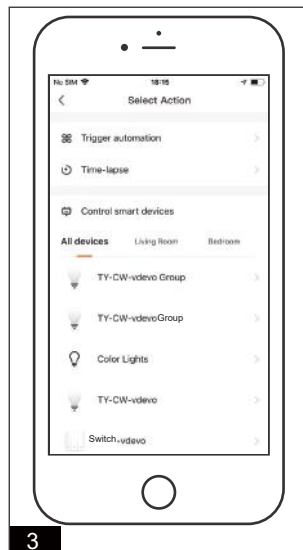 No SIM 18:16
Select Action
Trigger automation
Time-lapse
Control smart devices
All devices Living Room Bedroom
TY-CW-vdevo Group
TY-CW-vdevoGroup
Color Lights
TY-CW-vdevo
Switch-vdevo
3